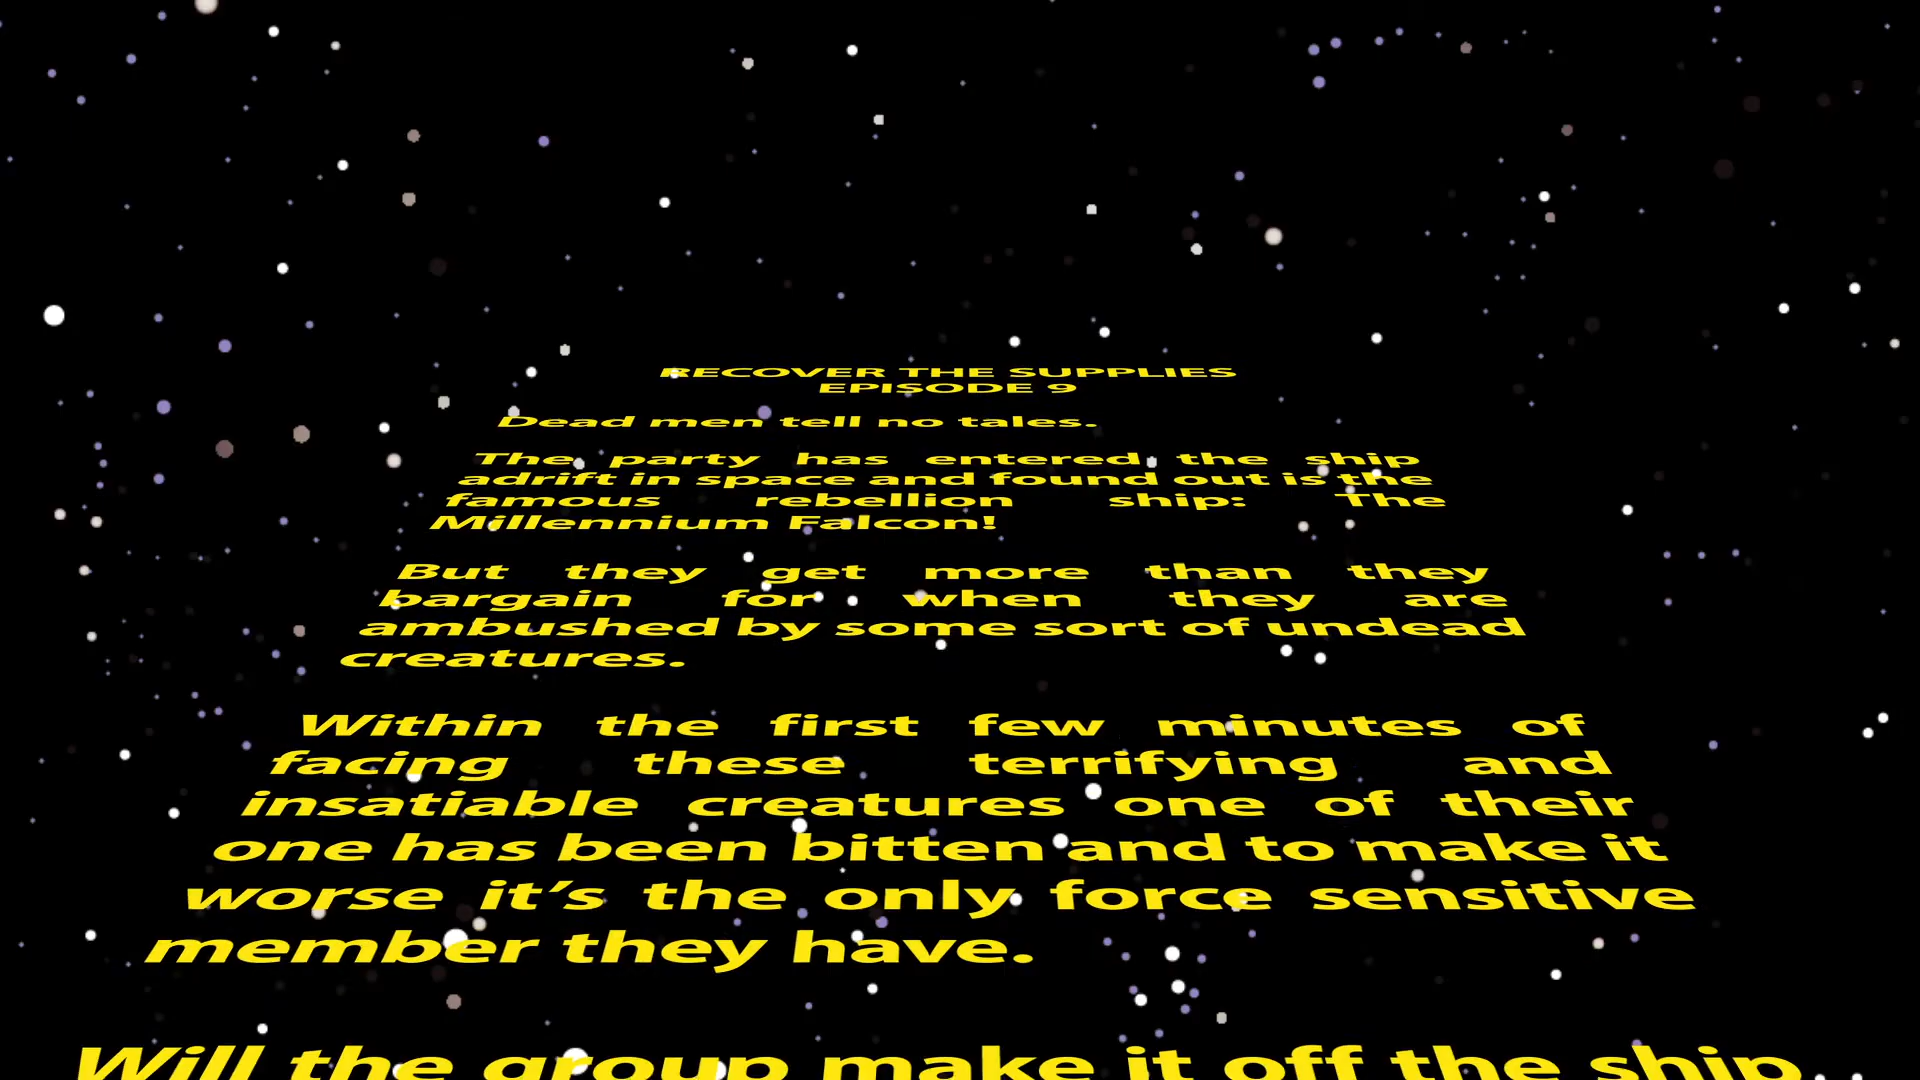 RECOVER THE SUPPLIES
EPISODE 9
Dead men tell no tales.
The party has entered the ship
adrift in space and found out is the
famous rebellion ship: The
Millennium Falcon!
But they get more than they
bargain for when they are
ambushed by some sort of undead
creatures.
Within the first few minutes of
facing these terrifying and
insatiable creatures one of their
one has been bitten and to make it
worse it’s the only force sensitive
member they have.
Will the group make it off the ship